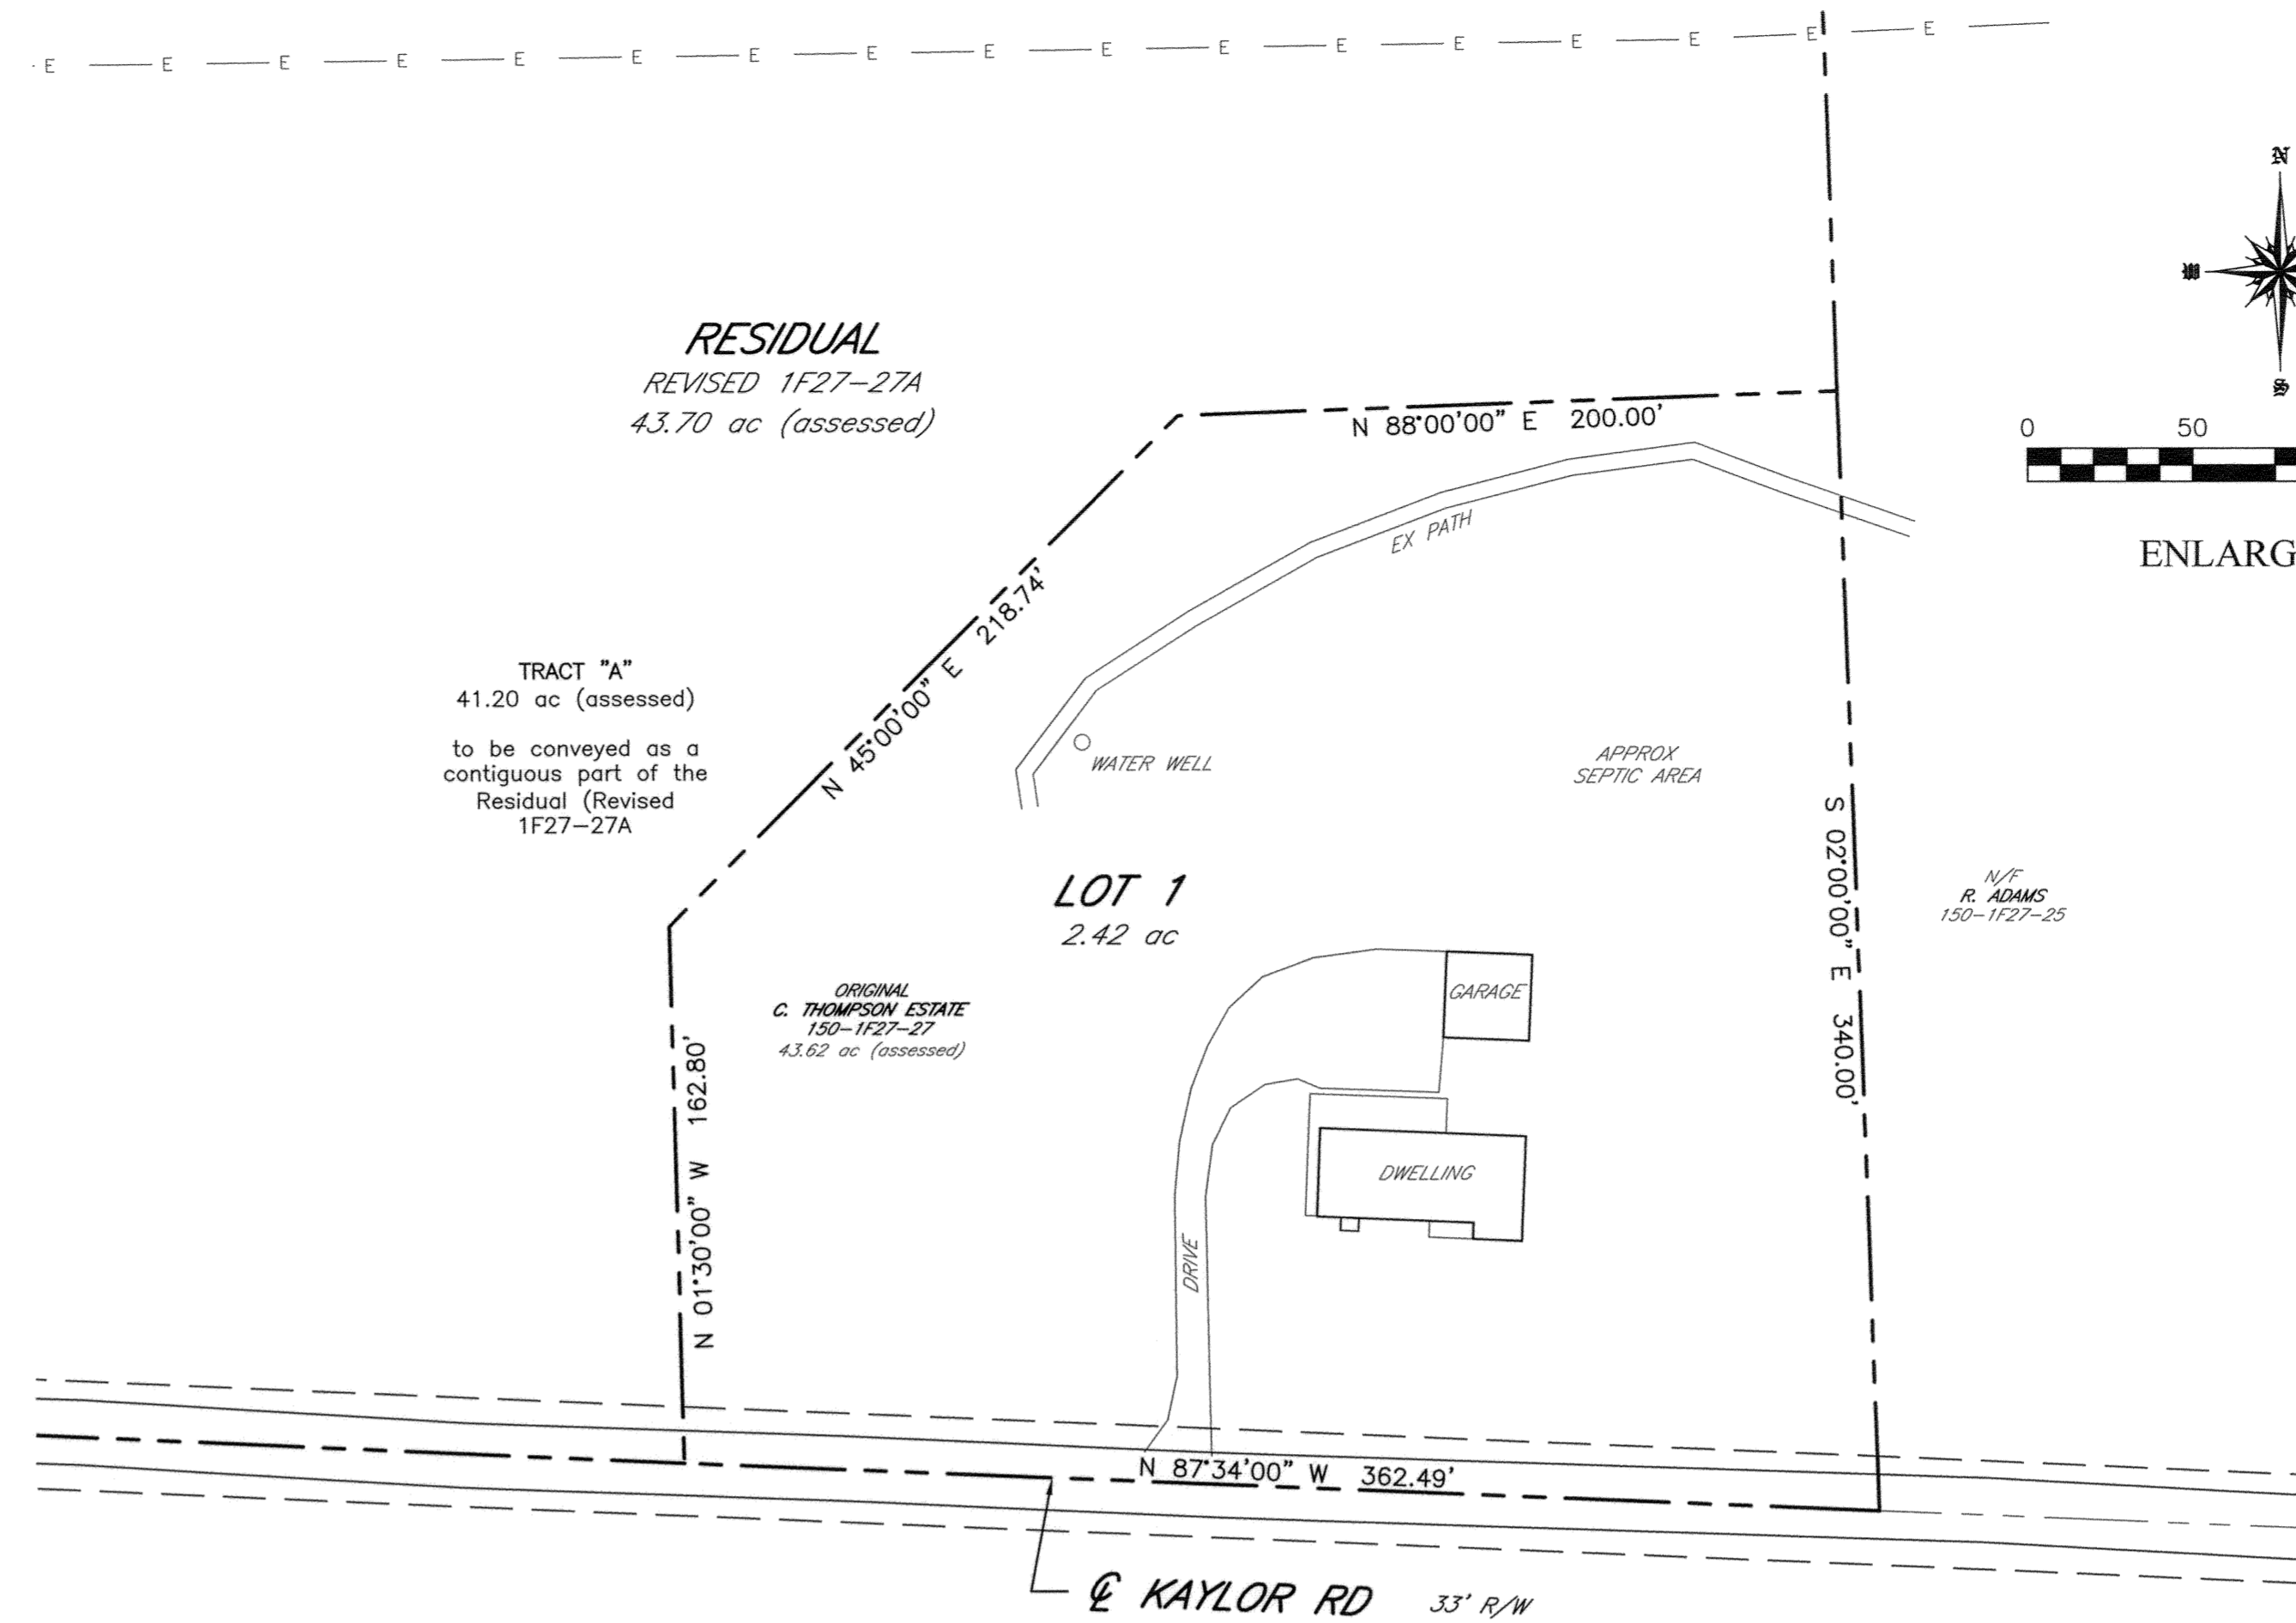 E E E E E E E E E E E E E E E E E
N
W
S
0 50
ENLARG
RESIDUAL
REVISED 1F27-27A
43.70 ac (assessed)
N 88°00'00" E 200.00'
EX PATH
N 45°00'00" E 218.74'
TRACT "A"
41.20 ac (assessed)
to be conveyed as a
contiguous part of the
Residual (Revised
1F27-27A
WATER WELL
APPROX
SEPTIC AREA
S 02°00'00" E 340.00'
N/F
R. ADAMS
150-1F27-25
LOT 1
2.42 ac
ORIGINAL
C. THOMPSON ESTATE
150-1F27-27
43.62 ac (assessed)
GARAGE
N 01°30'00" W 162.80'
DWELLING
DRIVE
N 87°34'00" W 362.49'
℄ KAYLOR RD 33' R/W